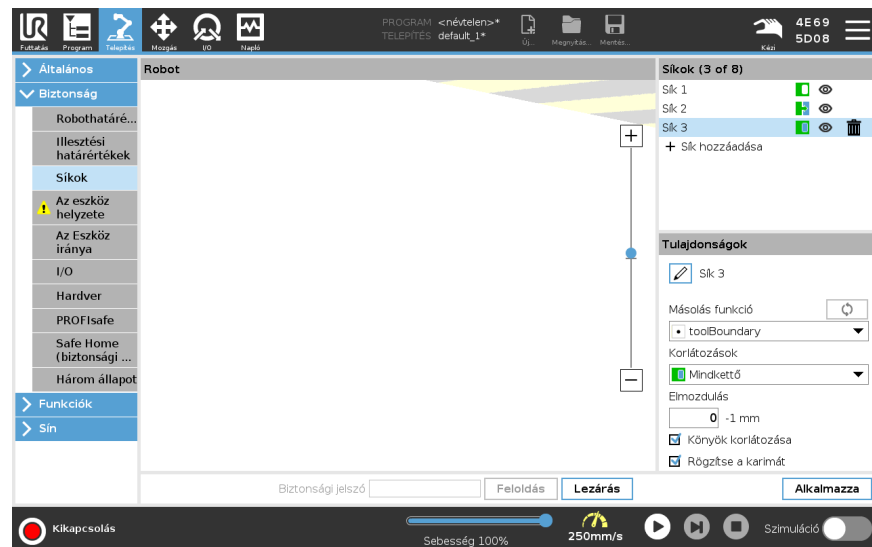 PROGRAM <névtelen>*
TELEPÍTÉS default_1*
Futtatás
Program
Telepítés
Mozgás
I/O
Napló
Új...
Megnyitás...
Mentés...
Kézi
4E69
5D08
Általános
Biztonság
Robothatáré...
Illesztési
határértékek
Síkok
Az eszköz
helyzete
Az Eszköz
iránya
I/O
Hardver
PROFIsafe
Safe Home
(biztonsági ...
Három állapot
Funkciók
Sín
Robot
Síkok (3 of 8)
Sík 1
Sík 2
Sík 3
+ Sík hozzáadása
Tulajdonságok
Sík 3
Másolás funkció
toolBoundary
Korlátozások
Mindkettő
Elmozdulás
0 -1 mm
Könyök korlátozása
Rögzítse a karimát
Biztonsági jelszó
Feloldás
Lezárás
Alkalmazza
Kikapcsolás
Sebesség 100%
250mm/s
Szimuláció